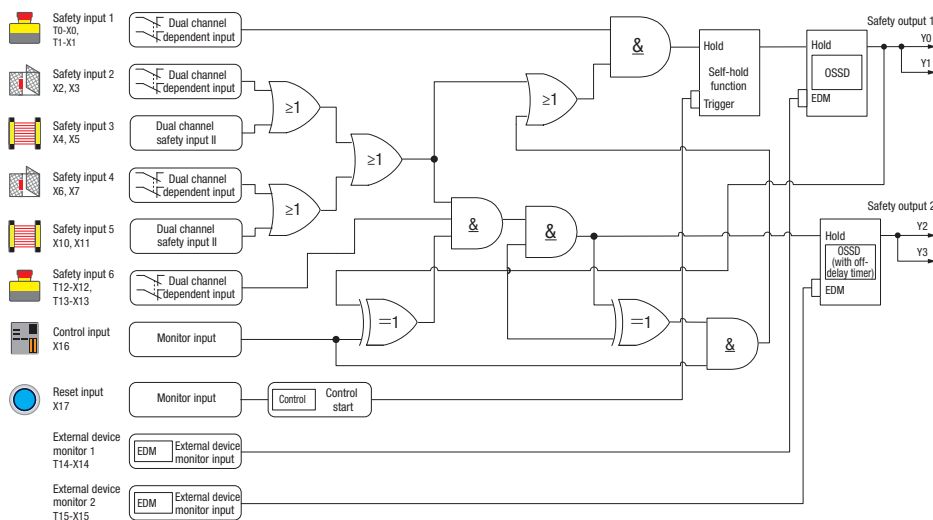 Safety input 1
T0-X0,
T1-X1
Dual channel
dependent input
Safety input 2
X2, X3
Dual channel
dependent input
Safety input 3
X4, X5
Dual channel
safety input II
Safety input 4
X6, X7
Dual channel
dependent input
Safety input 5
X10, X11
Dual channel
safety input II
Safety input 6
T12-X12,
T13-X13
Dual channel
dependent input
Control input
X16
Monitor input
Reset input
X17
Monitor input
Control
Control
start
External device
monitor 1
T14-X14
EDM
External device
monitor input
External device
monitor 2
T15-X15
EDM
External device
monitor input
≥1
≥1
≥1
≥1
&
&
&
&
=1
=1
Hold
Self-hold
function
Trigger
Hold
OSSD
EDM
Safety output 1
Y0
Y1
Hold
OSSD
(with off-
delay timer)
EDM
Safety output 2
Y2
Y3